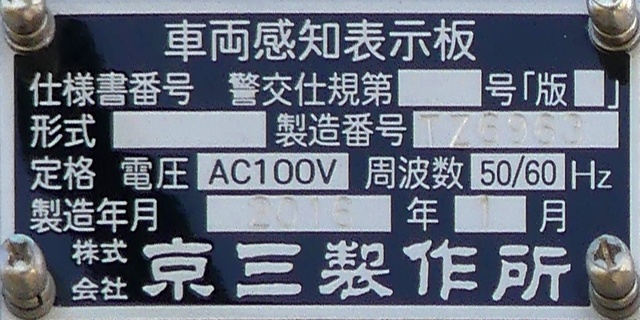 車両感知表示板
仕様書番号 警交仕規第 号「版 」
形式 製造番号 TZ6963
定格 電圧 AC100V 周波数 50/60 Hz
製造年月 2016 年 1 月
株式会社 京三製作所